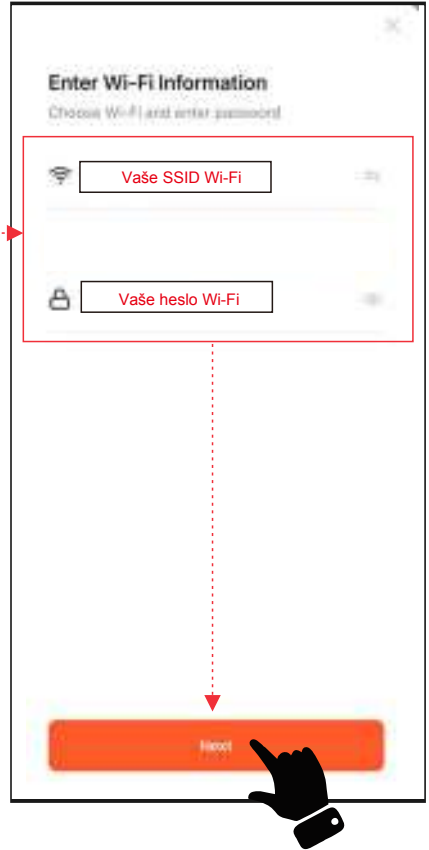 Enter Wi-Fi Information
Choose Wi-Fi and enter password
Vaše SSID Wi-Fi
Vaše heslo Wi-Fi
Next